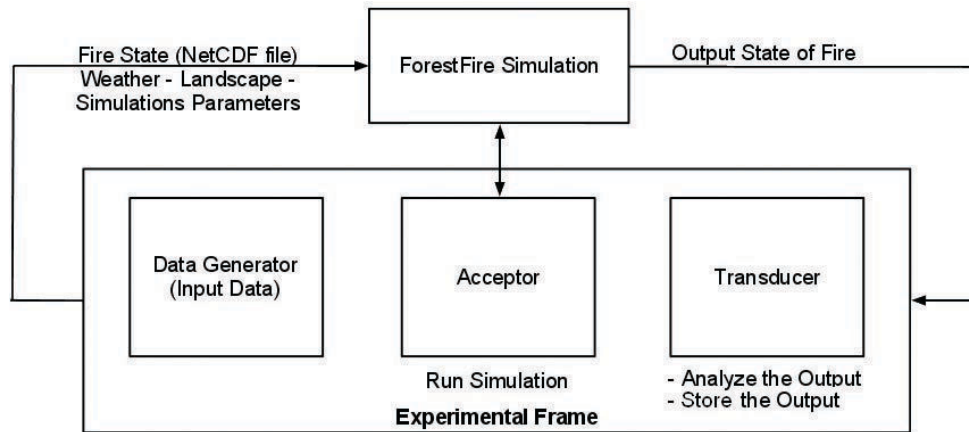 Fire State (NetCDF file)
Weather - Landscape -
Simulations Parameters
ForestFire Simulation
Output State of Fire
Data Generator
(Input Data)
Acceptor
Transducer
Run Simulation
- Analyze the Output
- Store the Output
Experimental Frame